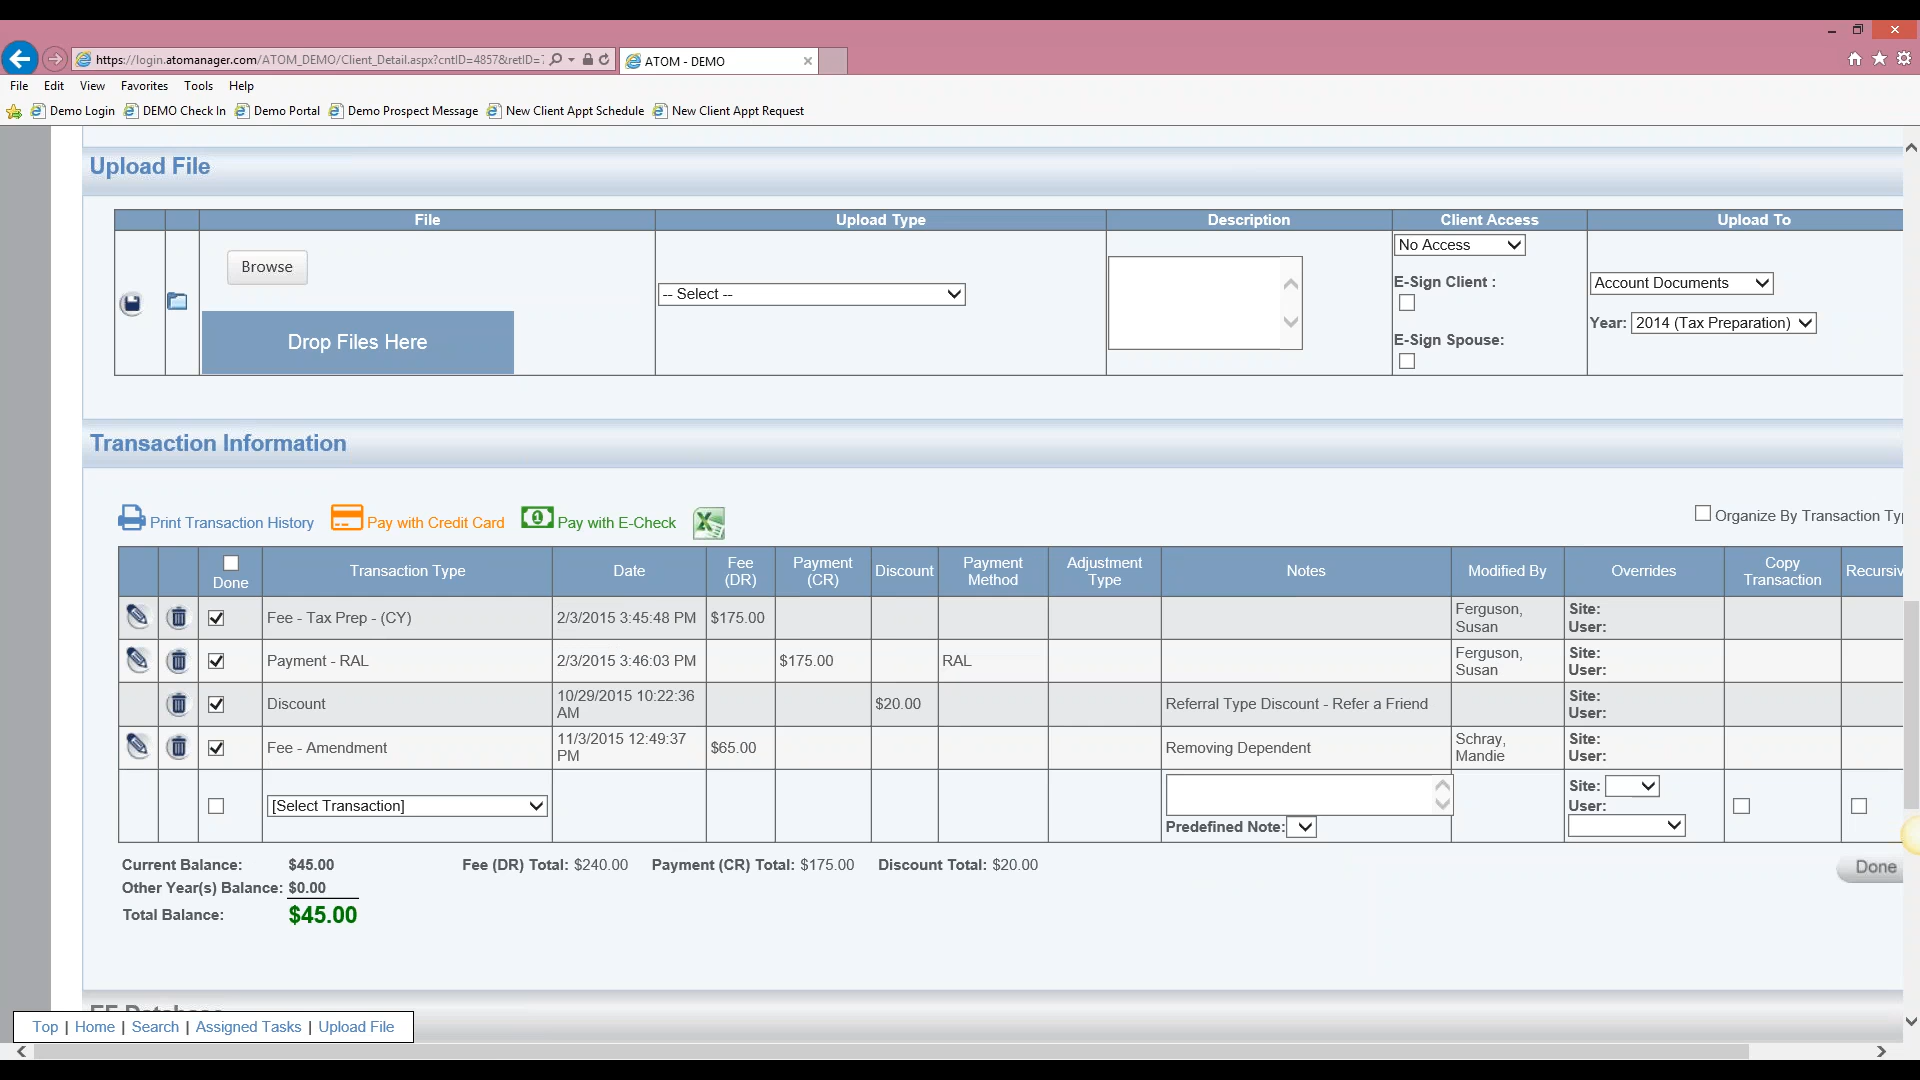 https://login.atomanager.com/ATOM_DEMO/Client_Detail.aspx?cntID=4857&retID=
ATOM - DEMO
File Edit View Favorites Tools Help
Demo Login DEMO Check In Demo Portal Demo Prospect Message New Client Appt Schedule New Client Appt Request
Upload File
File Upload Type Description Client Access Upload To
Browse
Drop Files Here
-- Select --
No Access
E-Sign Client :
E-Sign Spouse:
Account Documents
Year: 2014 (Tax Preparation)
Transaction Information
Print Transaction History Pay with Credit Card Pay with E-Check
Organize By Transaction Typ
Done Transaction Type Date Fee (DR) Payment (CR) Discount Payment Method Adjustment Type Notes Modified By Overrides Copy Transaction Recursiv
Fee - Tax Prep - (CY) 2/3/2015 3:45:48 PM $175.00 Ferguson, Susan Site: User:
Payment - RAL 2/3/2015 3:46:03 PM $175.00 RAL Ferguson, Susan Site: User:
Discount 10/29/2015 10:22:36 AM $20.00 Referral Type Discount - Refer a Friend Site: User:
Fee - Amendment 11/3/2015 12:49:37 PM $65.00 Removing Dependent Schray, Mandie Site: User:
[Select Transaction]
Predefined Note:
Site:
User:
Current Balance: $45.00 Fee (DR) Total: $240.00 Payment (CR) Total: $175.00 Discount Total: $20.00
Done
Other Year(s) Balance: $0.00
Total Balance: $45.00
Top | Home | Search | Assigned Tasks | Upload File